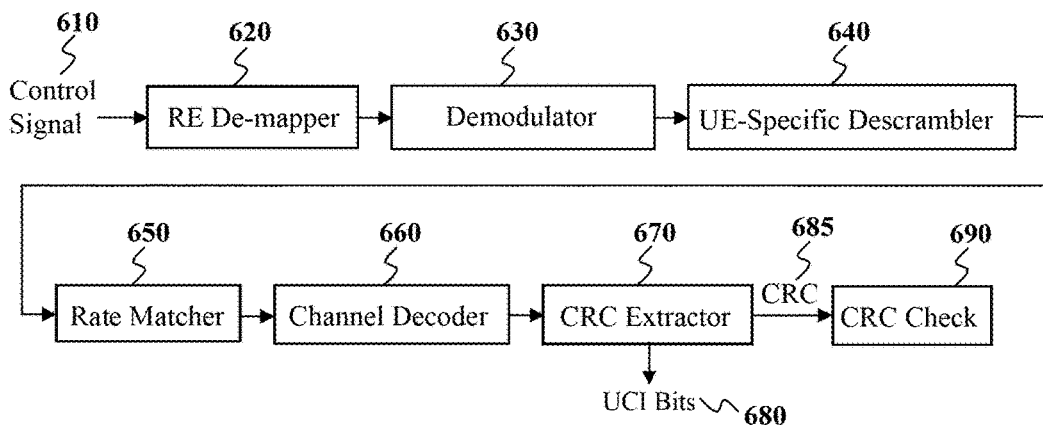 610
620
630
640
Control
Signal
RE De-mapper
Demodulator
UE-Specific Descrambler
650
660
670
685
690
Rate Matcher
Channel Decoder
CRC Extractor
CRC
CRC Check
UCI Bits
680